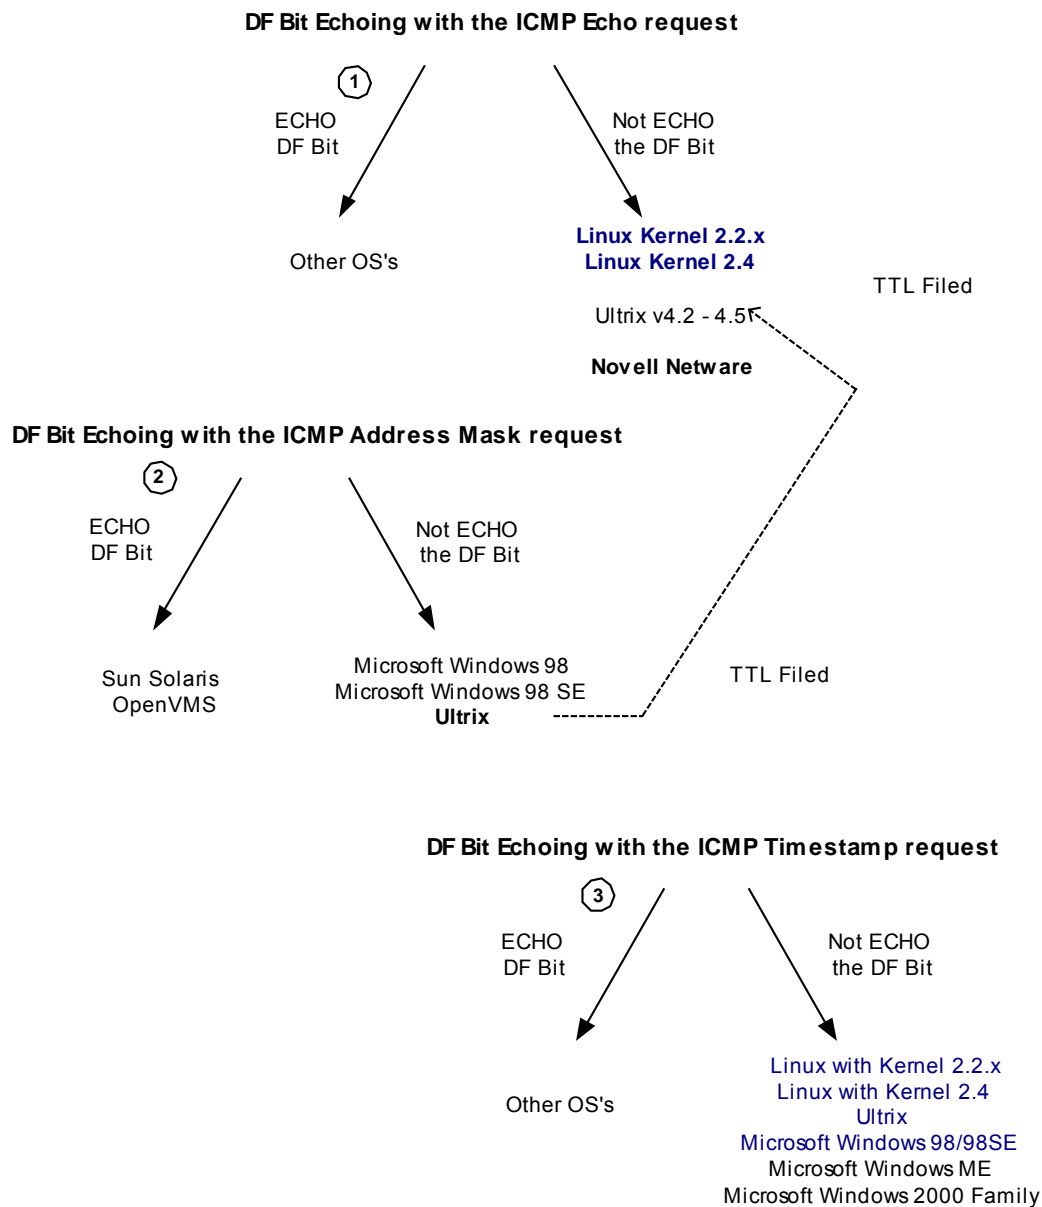 DF Bit Echoing with the ICMP Echo request
1
ECHO
DF Bit
Not ECHO
the DF Bit
Other OS's
Linux Kernel 2.2.x
Linux Kernel 2.4
TTL Filed
Ultrix v4.2 - 4.5
Novell Netware
DF Bit Echoing with the ICMP Address Mask request
2
ECHO
DF Bit
Not ECHO
the DF Bit
Sun Solaris
OpenVMS
Microsoft Windows 98
Microsoft Windows 98 SE
Ultrix
TTL Filed
DF Bit Echoing with the ICMP Timestamp request
3
ECHO
DF Bit
Not ECHO
the DF Bit
Other OS's
Linux with Kernel 2.2.x
Linux with Kernel 2.4
Ultrix
Microsoft Windows 98/98SE
Microsoft Windows ME
Microsoft Windows 2000 Family